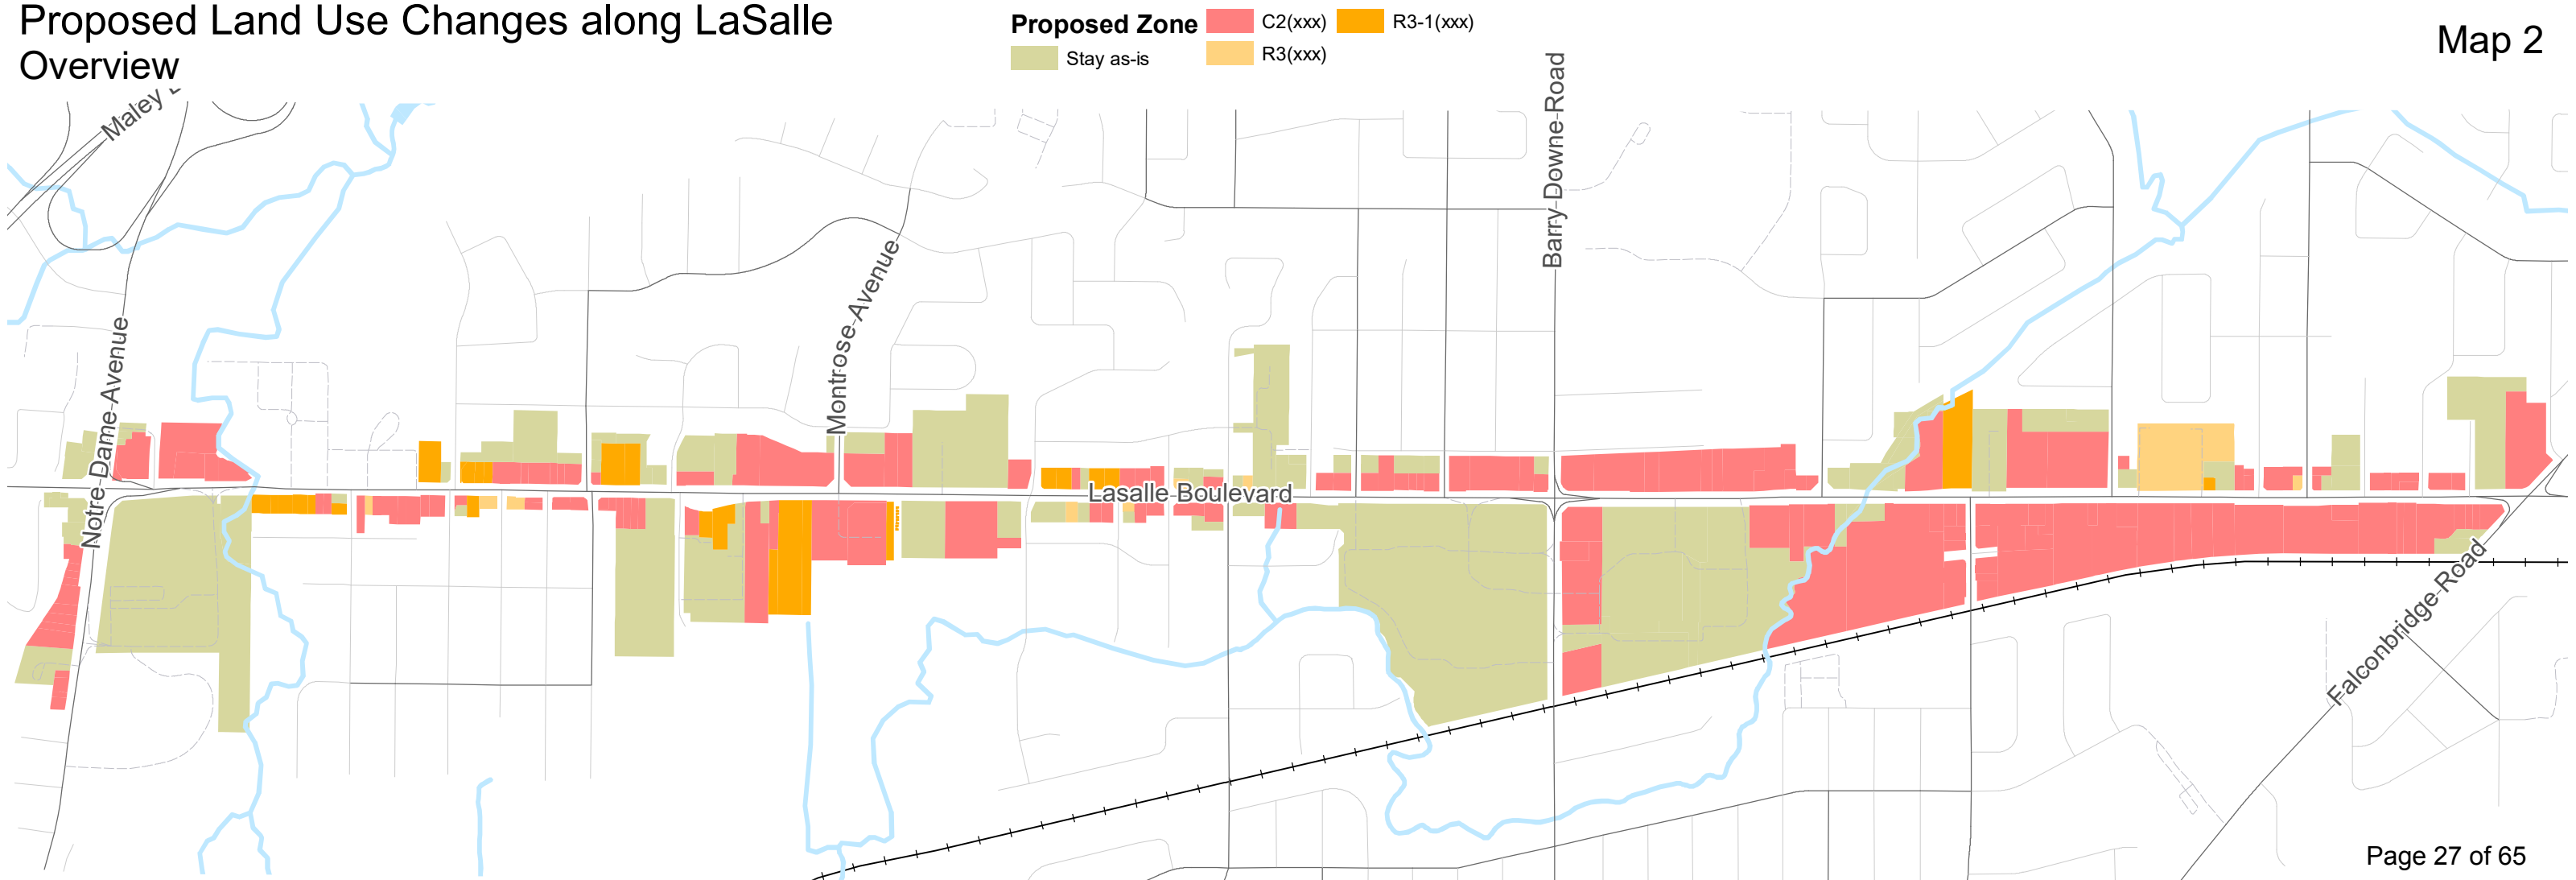 Proposed Land Use Changes along LaSalle
Overview
Proposed Zone
C2(xxx)
R3-1(xxx)
Stay as-is
R3(xxx)
Map 2
Maley
Notre-Dame-Avenue
Montrose-Avenue
Barry-Downe-Road
Lasalle-Boulevard
Falconbridge-Road
Page 27 of 65